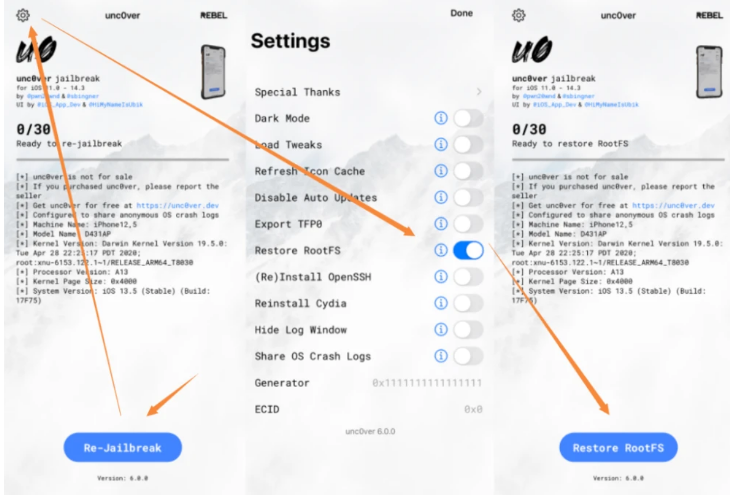 unc0ver
ЯEBEL
u0
unc0ver jailbreak
for iOS 11.0 - 14.3
by @pwn20wnd & @sbingner
UI by @iOS_App_Dev & @HiMyNameIsUbik
0/30
Ready to re-jailbreak
[*] unc0ver is not for sale
[*] If you purchased unc0ver, please report the
seller
[*] Get unc0ver for free at https://unc0ver.dev
[*] Configured to share anonymous OS crash logs
[*] Machine Name: iPhone12,5
[*] Model Name: D431AP
[*] Kernel Version: Darwin Kernel Version 19.5.0:
Tue Apr 28 22:25:17 PDT 2020;
root:xnu-6153.122.1~1/RELEASE_ARM64_T8030
[*] Processor Version: A13
[*] Kernel Page Size: 0x4000
[*] System Version: iOS 13.5 (Stable) (Build:
17F75)
Re-Jailbreak
Version: 6.0.0
Done
Settings
Special Thanks
Dark Mode
Load Tweaks
Refresh Icon Cache
Disable Auto Updates
Export TFP0
Restore RootFS
(Re)Install OpenSSH
Reinstall Cydia
Hide Log Window
Share OS Crash Logs
Generator 0x1111111111111111
ECID 0x0
unc0ver 6.0.0
unc0ver
ЯEBEL
u0
unc0ver jailbreak
for iOS 11.0 - 14.3
by @pwn20wnd & @sbingner
UI by @iOS_App_Dev & @HiMyNameIsUbik
0/30
Ready to restore RootFS
[*] unc0ver is not for sale
[*] If you purchased unc0ver, please report the
seller
[*] Get unc0ver for free at https://unc0ver.dev
[*] Configured to share anonymous OS crash logs
[*] Machine Name: iPhone12,5
[*] Model Name: D431AP
[*] Kernel Version: Darwin Kernel Version 19.5.0:
Tue Apr 28 22:25:17 PDT 2020;
root:xnu-6153.122.1~1/RELEASE_ARM64_T8030
[*] Processor Version: A13
[*] Kernel Page Size: 0x4000
[*] System Version: iOS 13.5 (Stable) (Build:
17F75)
Restore RootFS
Version: 6.0.0